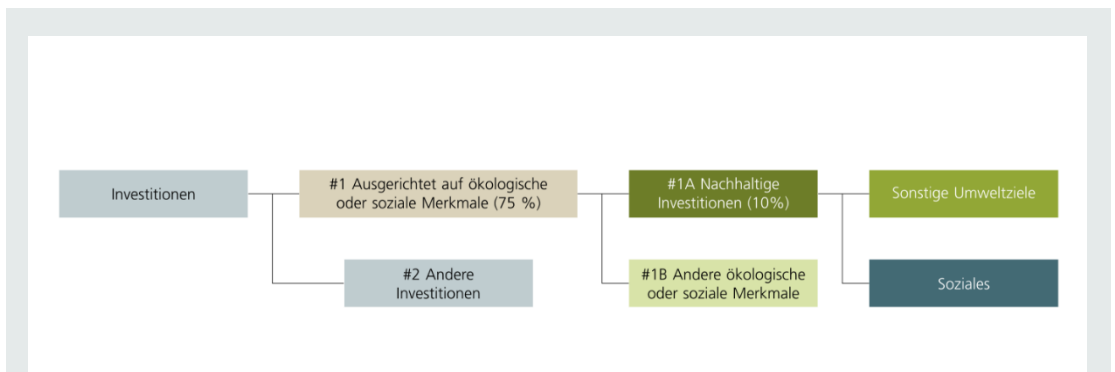 Investitionen
#1 Ausgerichtet auf ökologische
oder soziale Merkmale (75 %)
#1A Nachhaltige
Investitionen (10%)
Sonstige Umweltziele
#2 Andere
Investitionen
#1B Andere ökologische
oder soziale Merkmale
Soziales